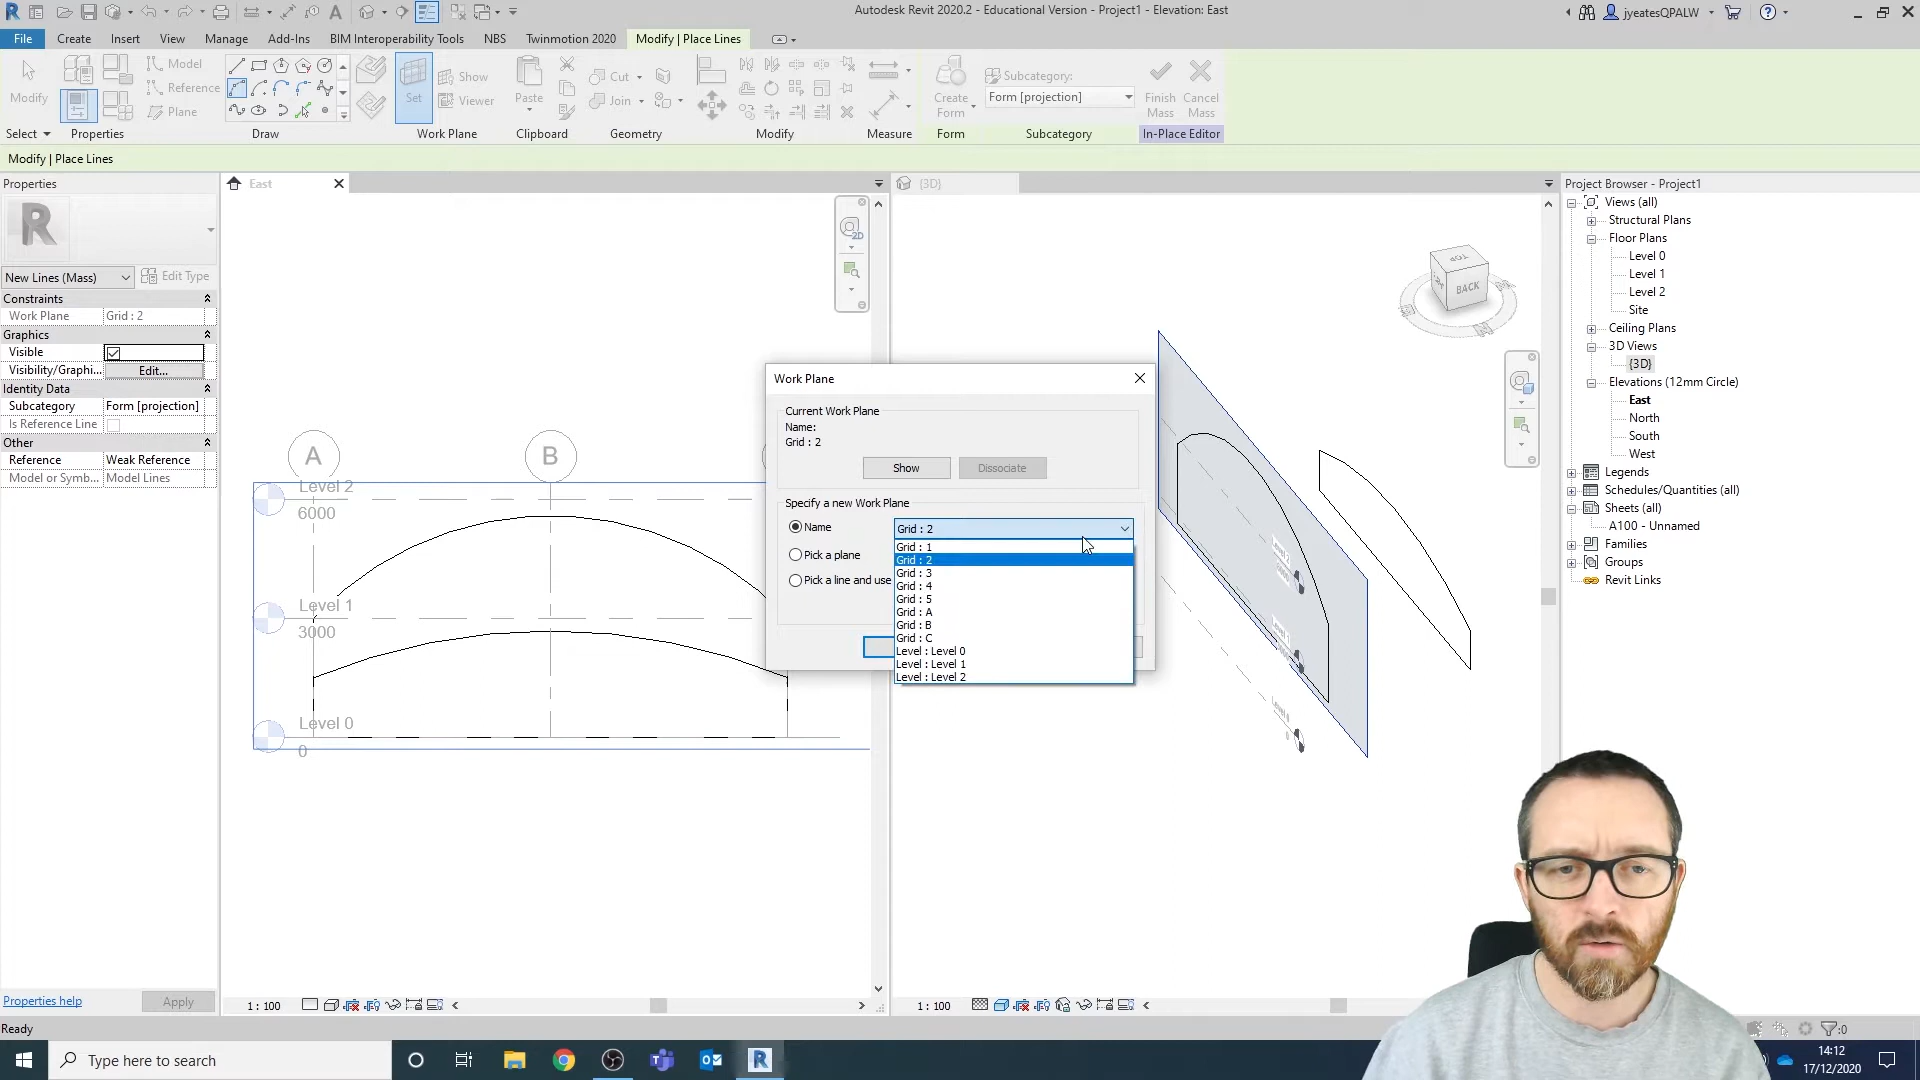 Autodesk Revit 2020.2 - Educational Version - Project1 - Elevation: East
jyeatesQPALW
File Create Insert View Manage Add-Ins BIM Interoperability Tools NBS Twinmotion 2020 Modify | Place Lines
Modify
Model
Reference
Plane
Set
Show
Viewer
Paste
Cut
Join
Create
Form
Subcategory:
Form [projection]
Finish
Mass
Cancel
Mass
Select Properties Draw Work Plane Clipboard Geometry Modify Measure Form Subcategory In-Place Editor
Modify | Place Lines
Properties
East
{3D}
Project Browser - Project1
New Lines (Mass)
Edit Type
Constraints
Work Plane Grid : 2
Graphics
Visible
Visibility/Graphi... Edit...
Identity Data
Subcategory Form [projection]
Is Reference Line
Other
Reference Weak Reference
Model or Symb... Model Lines
Properties help
Apply
A
B
Level 2
6000
Level 1
3000
Level 0
0
2D
Work Plane
Current Work Plane
Name:
Grid : 2
Show
Dissociate
Specify a new Work Plane
Name
Grid : 2
Pick a plane
Pick a line and use
Grid : 1
Grid : 2
Grid : 3
Grid : 4
Grid : 5
Grid : A
Grid : B
Grid : C
Level : Level 0
Level : Level 1
Level : Level 2
TOP
BACK
Views (all)
Structural Plans
Floor Plans
Level 0
Level 1
Level 2
Site
Ceiling Plans
3D Views
{3D}
Elevations (12mm Circle)
East
North
South
West
Legends
Schedules/Quantities (all)
Sheets (all)
A100 - Unnamed
Families
Groups
Revit Links
1 : 100
1 : 100
Ready
:0
Type here to search
14:12
17/12/2020